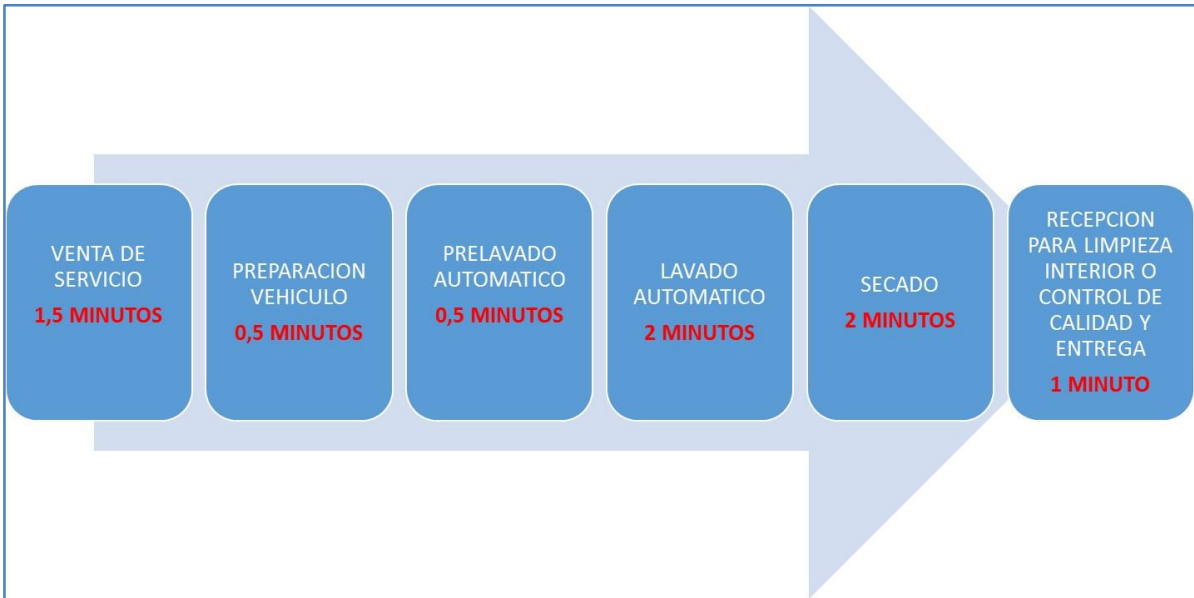 VENTA DE
SERVICIO
1,5 MINUTOS
PREPARACION
VEHICULO
0,5 MINUTOS
PRELAVADO
AUTOMATICO
0,5 MINUTOS
LAVADO
AUTOMATICO
2 MINUTOS
SECADO
2 MINUTOS
RECEPCION
PARA LIMPIEZA
INTERIOR O
CONTROL DE
CALIDAD Y
ENTREGA
1 MINUTO